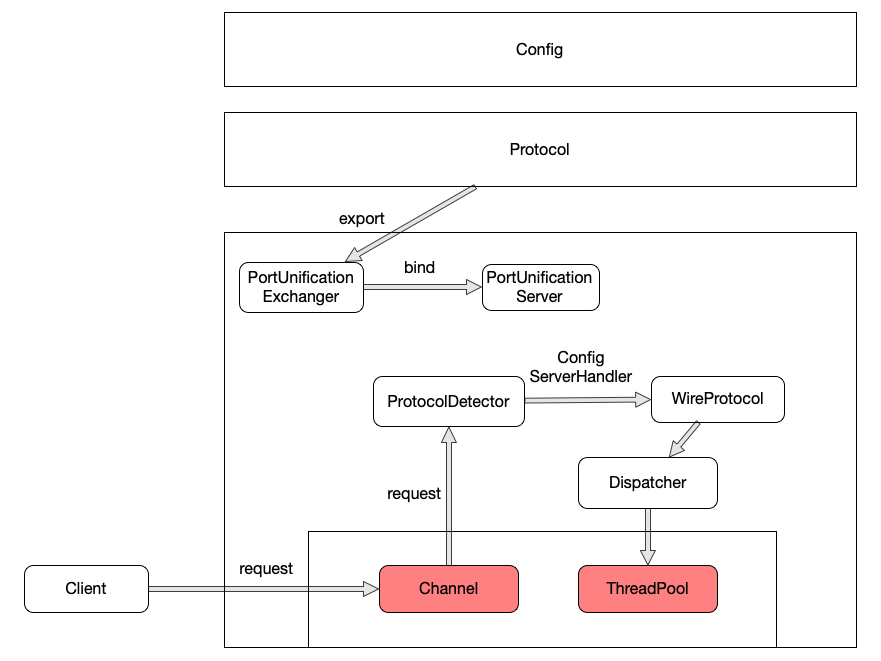 Config
Protocol
export
bind
PortUnification
Exchanger
PortUnification
Server
Config
ServerHandler
ProtocolDetector
WireProtocol
Dispatcher
request
request
Client
Channel
ThreadPool